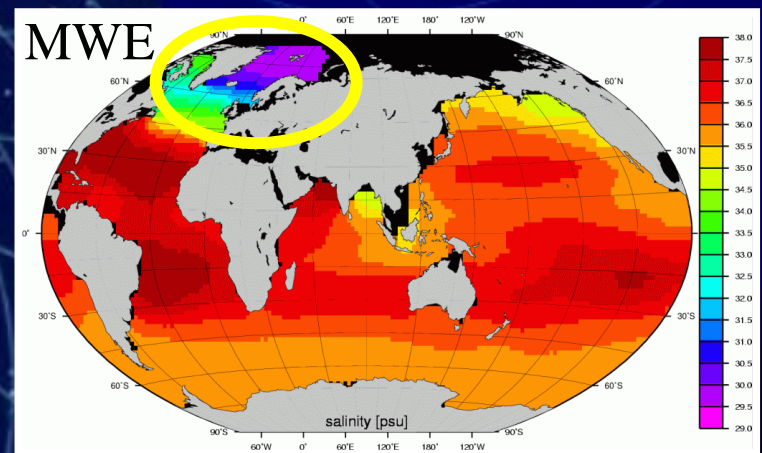 MWE
0˚ 60˚E 120˚E 180˚ 120˚W
90˚N 90˚N
60˚N 60˚N
30˚N 30˚N
0˚ 0˚
30˚S 30˚S
60˚S 60˚S
90˚S 90˚S
salinity [psu]
60˚W 0˚ 60˚E 120˚E 180˚ 120˚W
38.0
37.5
37.0
36.5
36.0
35.5
35.0
34.5
34.0
33.5
33.0
32.5
32.0
31.5
31.0
30.5
30.0
29.5
29.0